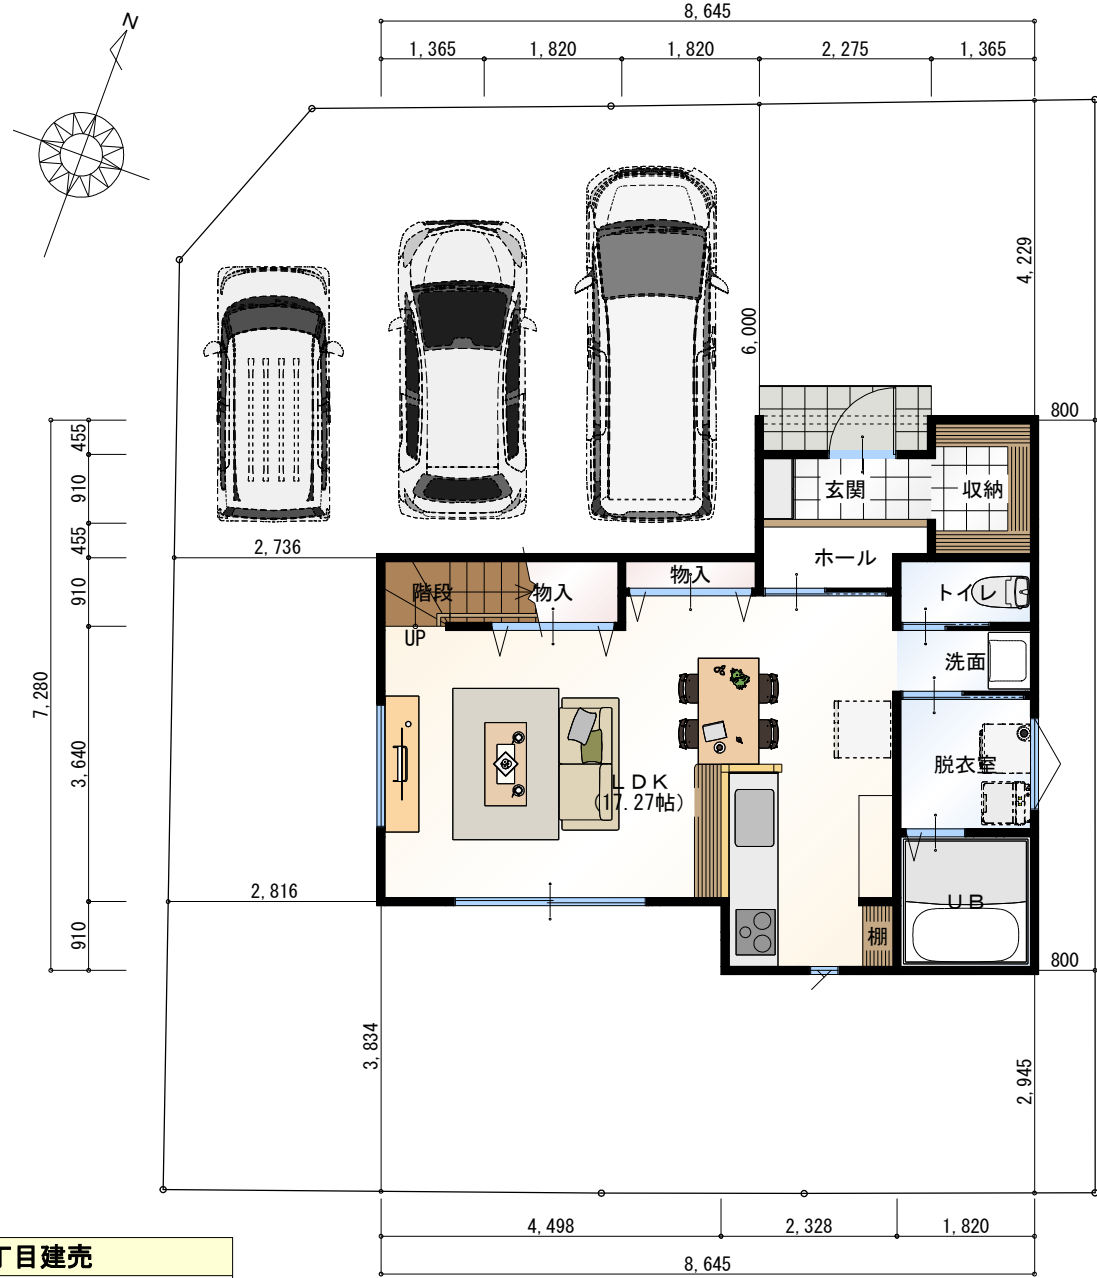 8,645
1,365
1,820
1,820
2,275
1,365
N
4,229
6,000
800
455
910
455
910
7,280
3,640
910
2,736
2,816
玄関
収納
ホール
階段
物入
物入
トイレ
UP
洗面
脱衣室
LDK
(17.27帖)
UB
棚
800
3,834
2,945
4,498
2,328
1,820
8,645
丁目建売